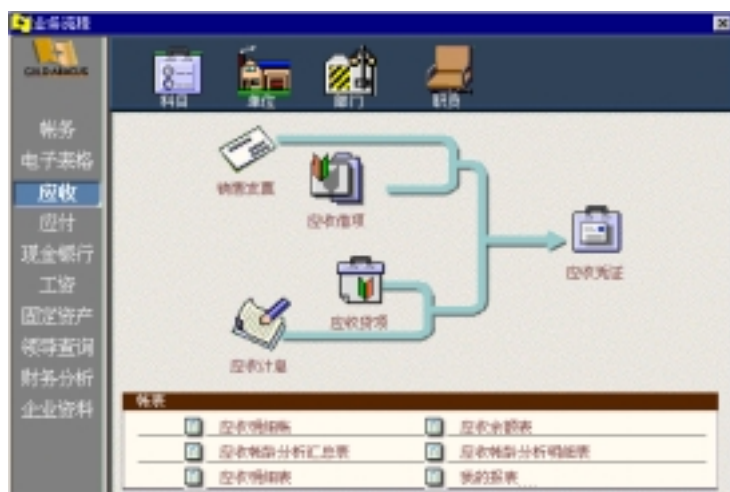 业务流程
科目 单位 部门 职员
帐务
电子表格
应收
应付
现金银行
工资
固定资产
领导查询
财务分析
企业资料
销售发票
应收借项
应收凭证
应收贷项
应收计息
帐表
应收明细帐 应收余额表
应收帐龄分析汇总表 应收帐龄分析明细表
应收明细表 我的报表